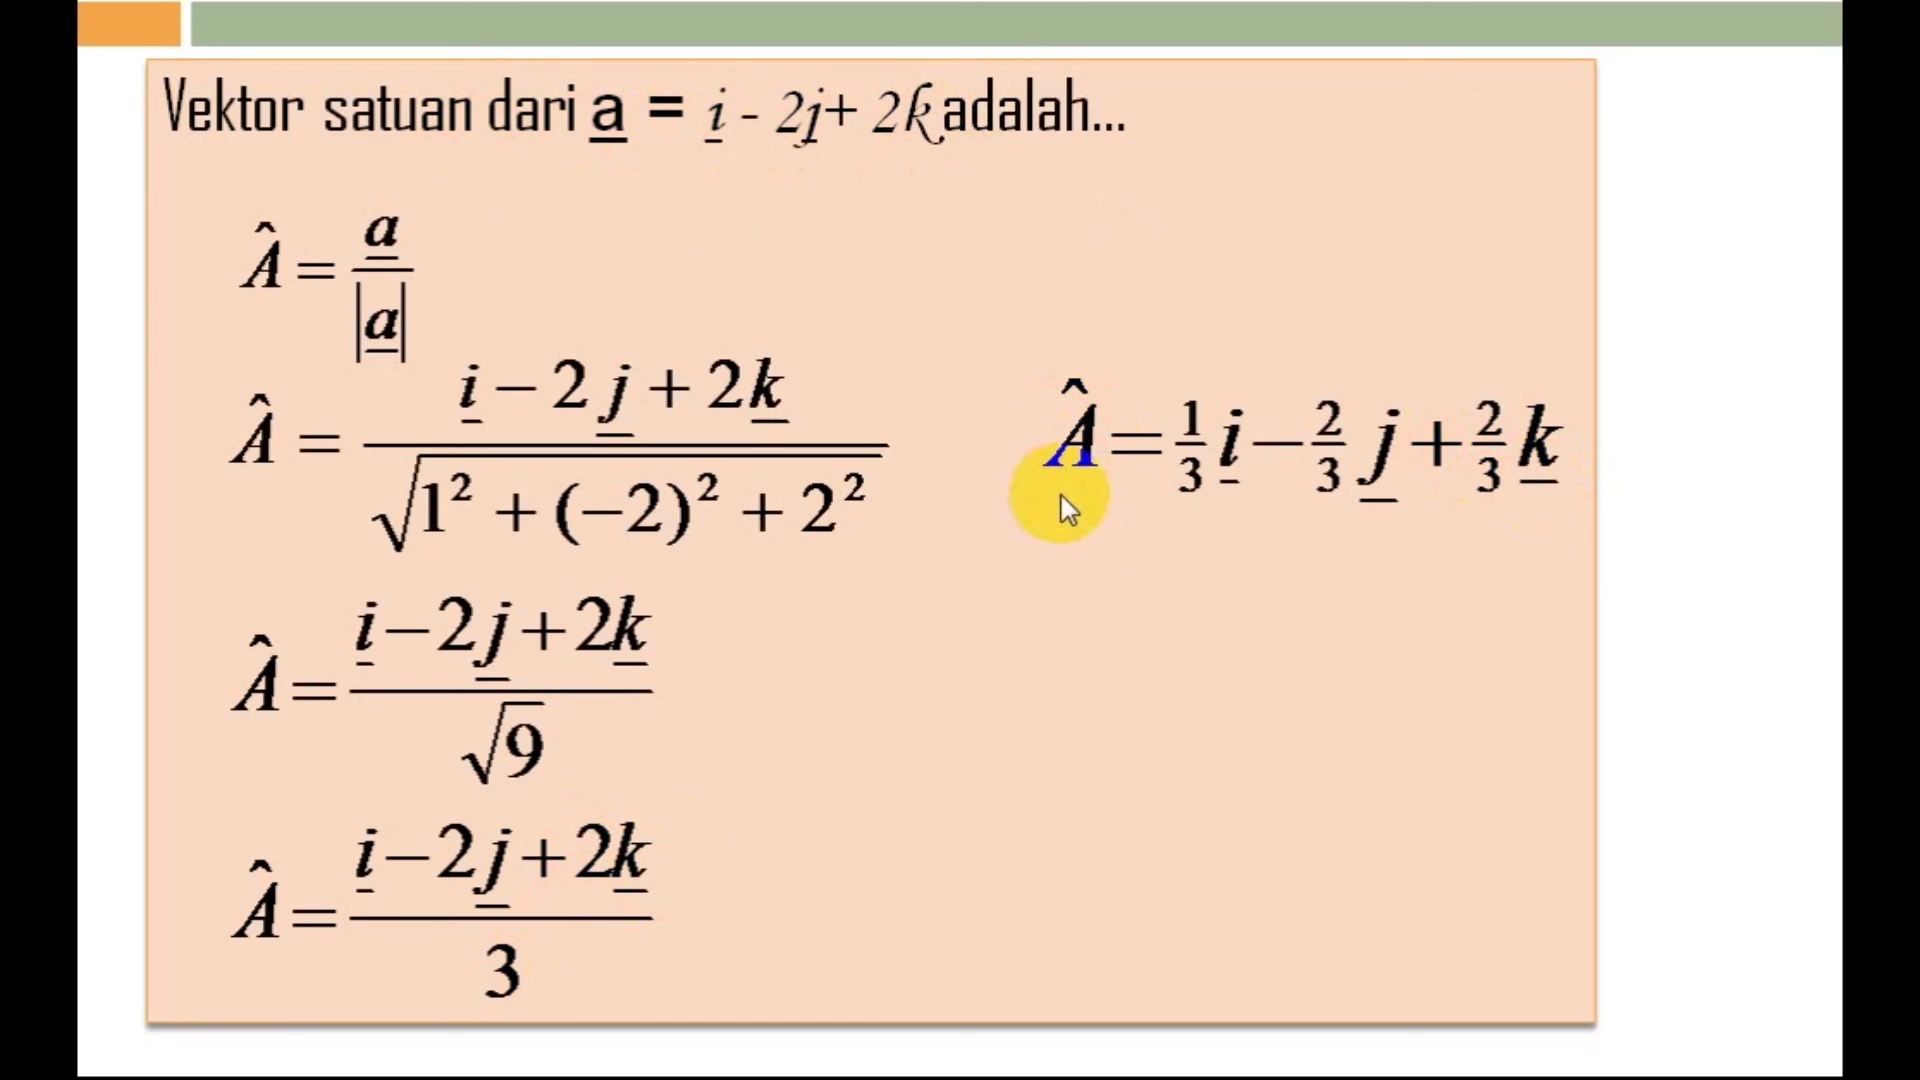 Vektor satuan dari a = i - 2j+ 2k adalah...
Â = a / |a|
Â = (i − 2j + 2k) / √(1² + (−2)² + 2²)
Â = (i−2j+2k) / √9
Â = (i−2j+2k) / 3
Â = 1/3 i − 2/3 j + 2/3 k